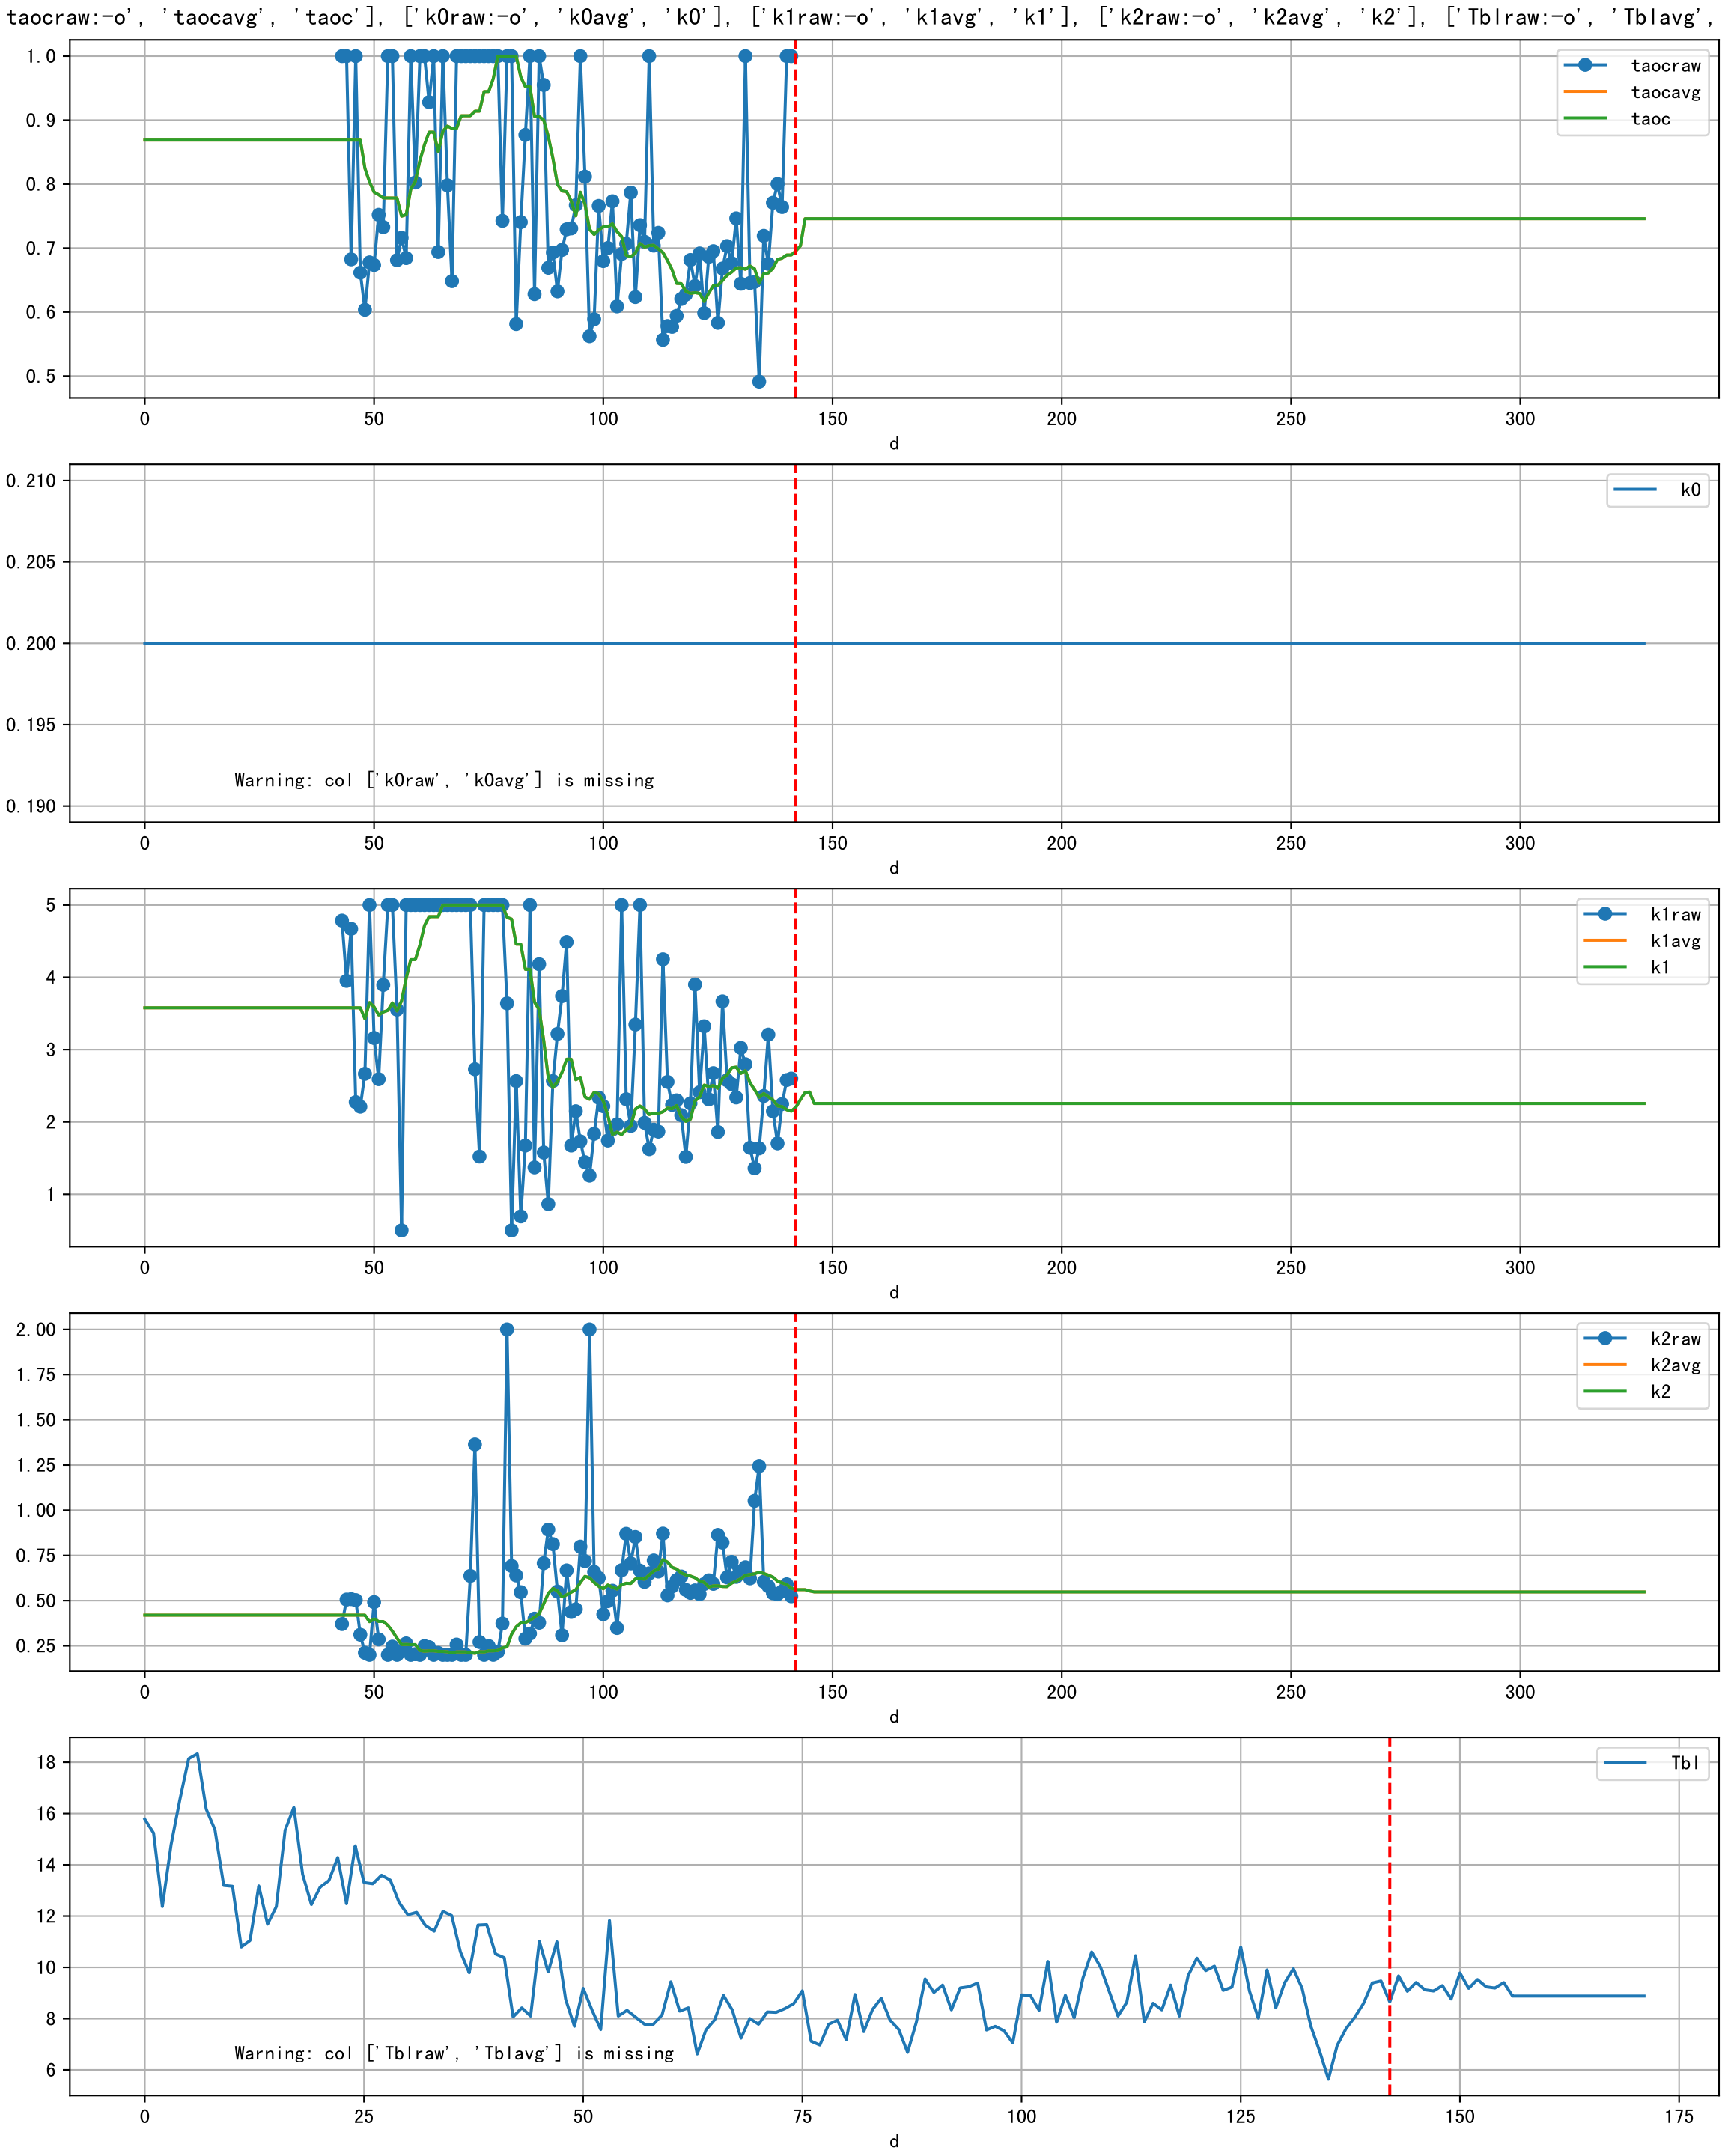 taocraw:-o', 'taocavg', 'taoc'], ['k0raw:-o', 'k0avg', 'k0'], ['k1raw:-o', 'k1avg', 'k1'], ['k2raw:-o', 'k2avg', 'k2'], ['Tblraw:-o', 'Tblavg',
1.0
0.9
0.8
0.7
0.6
0.5
taocraw
taocavg
taoc
0 50 100 150 200 250 300
d
0.210
0.205
0.200
0.195
0.190
k0
Warning: col ['k0raw', 'k0avg'] is missing
0 50 100 150 200 250 300
d
5
4
3
2
1
k1raw
k1avg
k1
0 50 100 150 200 250 300
d
2.00
1.75
1.50
1.25
1.00
0.75
0.50
0.25
k2raw
k2avg
k2
0 50 100 150 200 250 300
d
18
16
14
12
10
8
6
Tbl
Warning: col ['Tblraw', 'Tblavg'] is missing
0 25 50 75 100 125 150 175
d